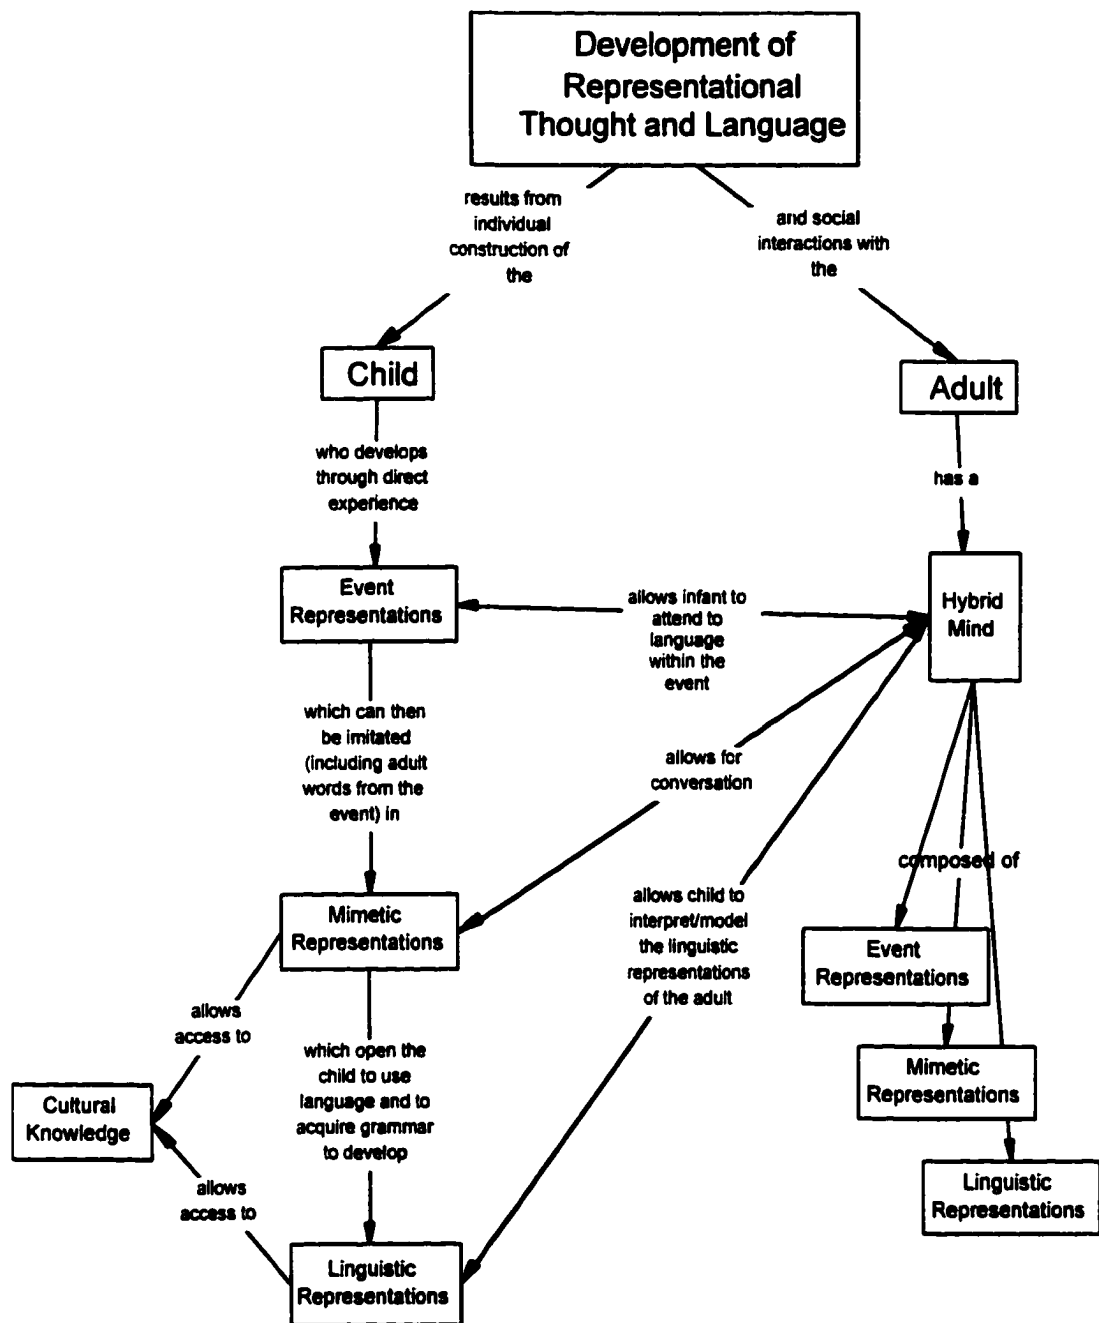 Development of
Representational
Thought and Language
results from
individual
construction of
the
and social
interactions with
the
Child
Adult
who develops
through direct
experience
has a
Event
Representations
allows infant to
attend to
language
within the
event
Hybrid
Mind
which can then
be imitated
(including adult
words from the
event) in
allows for
conversation
composed of
Mimetic
Representations
allows child to
interpret/model
the linguistic
representations
of the adult
Event
Representations
allows
access to
which open the
child to use
language and to
acquire grammar
to develop
Mimetic
Representations
Cultural
Knowledge
allows
access to
Linguistic
Representations
Linguistic
Representations